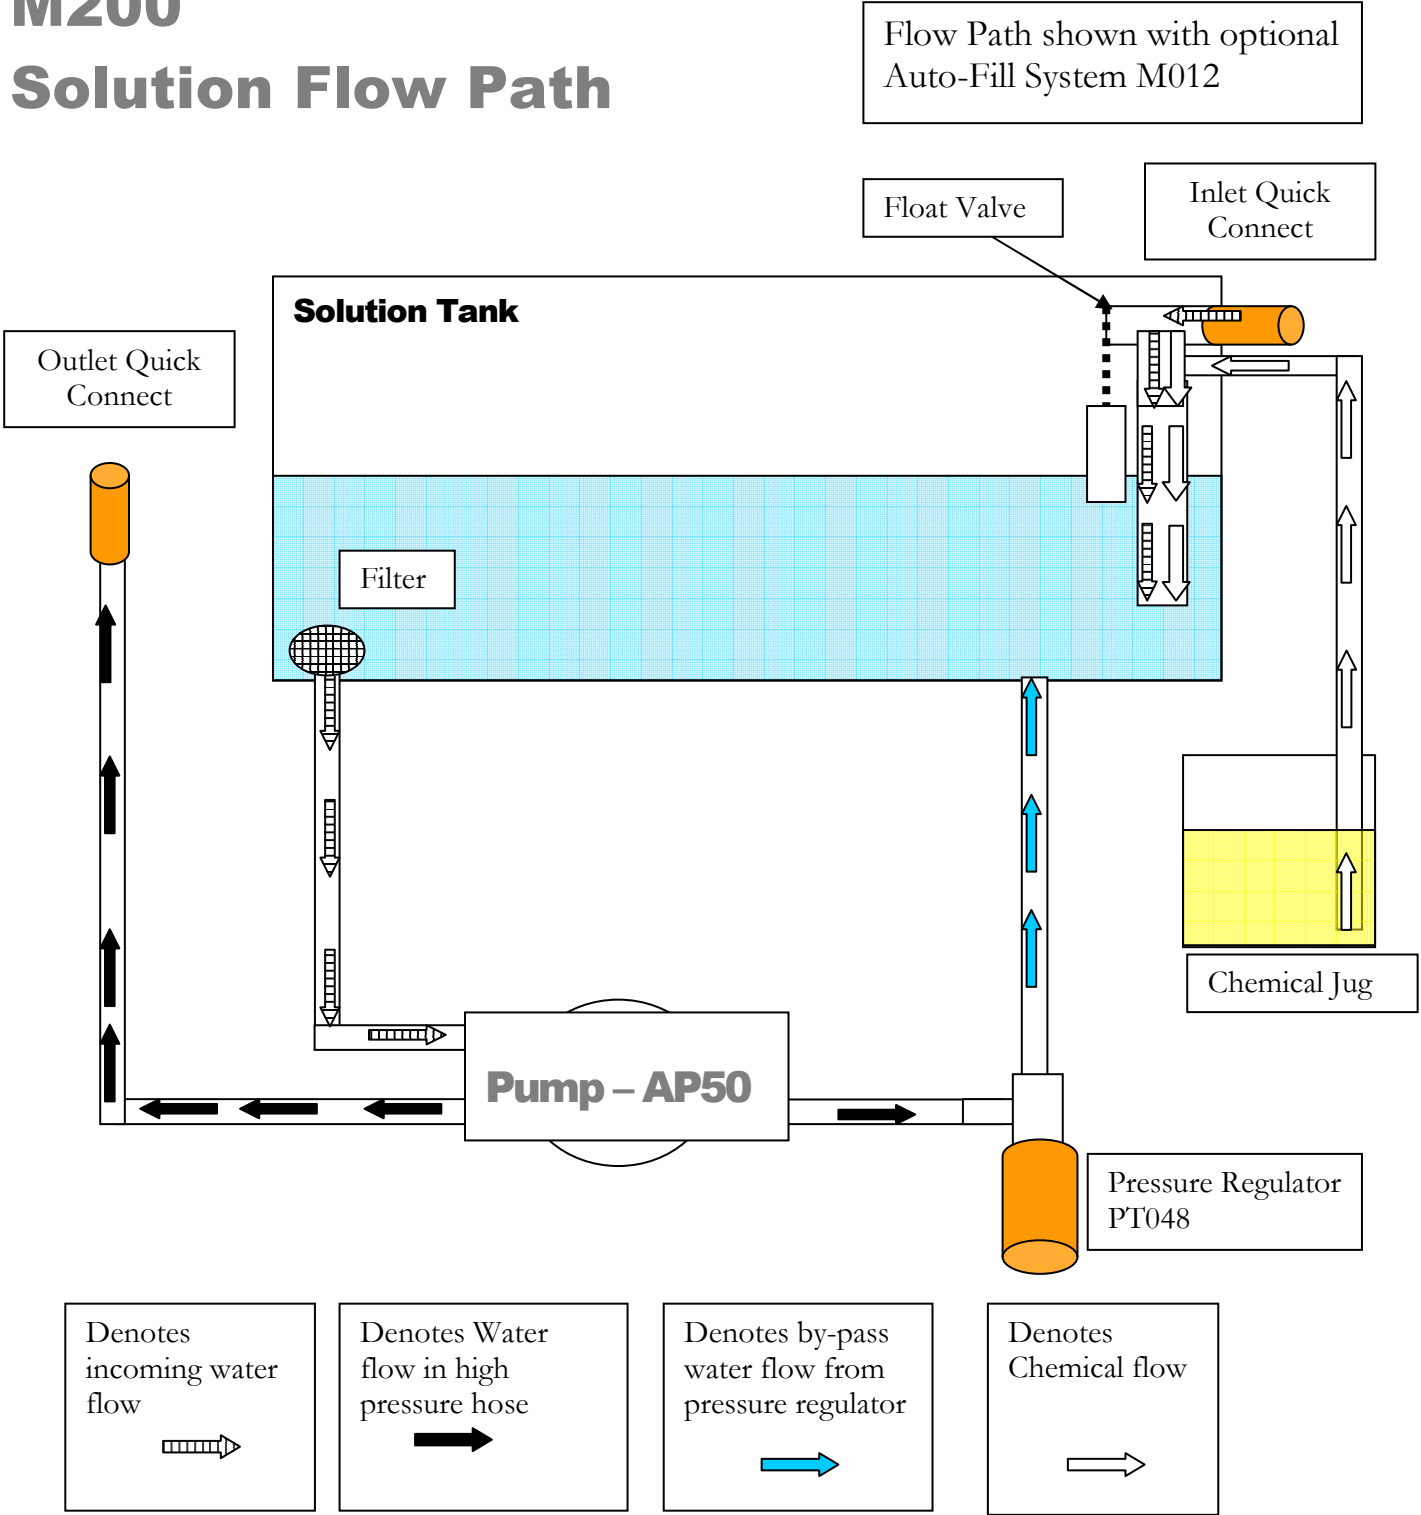 M200
Solution Flow Path
Flow Path shown with optional
Auto-Fill System M012
Float Valve
Inlet Quick
Connect
Solution Tank
Outlet Quick
Connect
Filter
Chemical Jug
Pump – AP50
Pressure Regulator
PT048
Denotes
incoming water
flow
Denotes Water
flow in high
pressure hose
Denotes by-pass
water flow from
pressure regulator
Denotes
Chemical flow